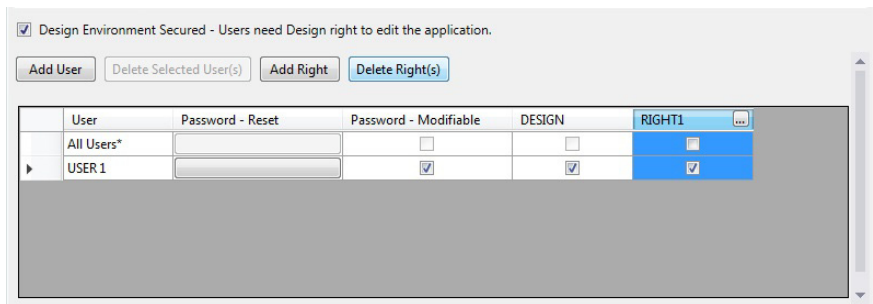 Design Environment Secured - Users need Design right to edit the application.
Add User Delete Selected User(s) Add Right Delete Right(s)
User Password - Reset Password - Modifiable DESIGN RIGHT1 ...
All Users*
USER 1